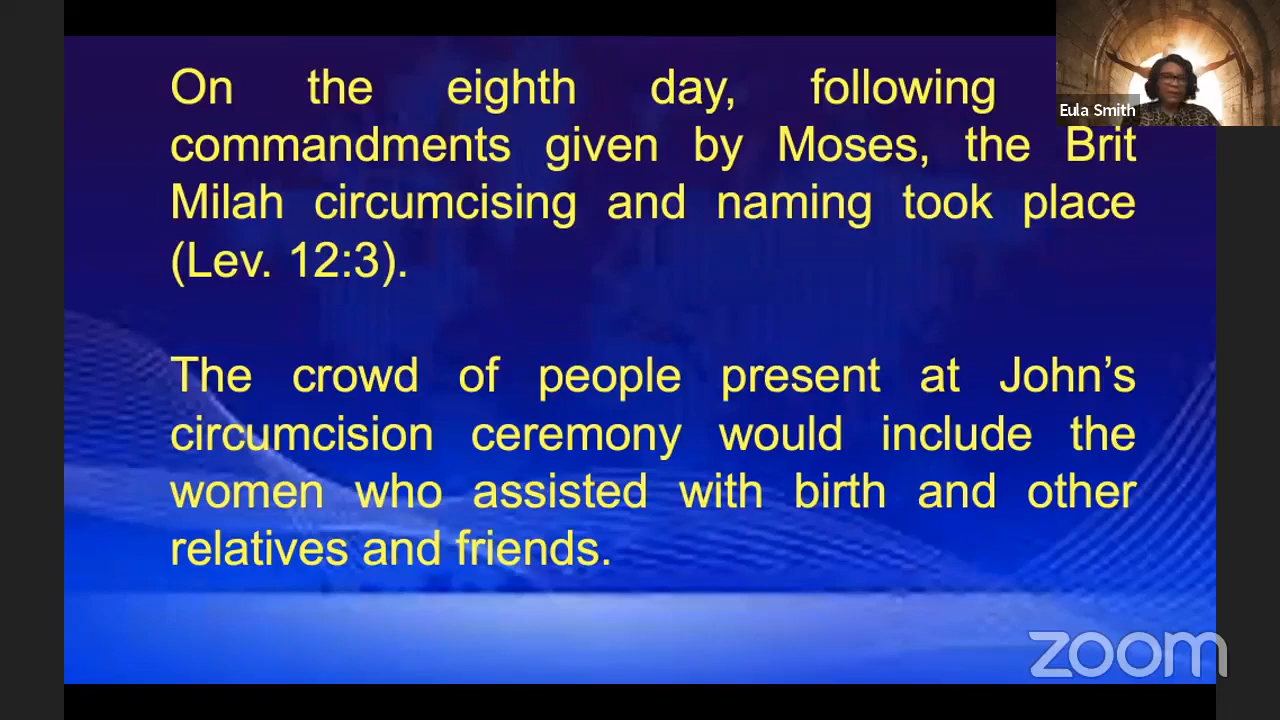 On the eighth day, following
commandments given by Moses, the Brit
Milah circumcising and naming took place
(Lev. 12:3).
The crowd of people present at John’s
circumcision ceremony would include the
women who assisted with birth and other
relatives and friends.
Eula Smith
zoom